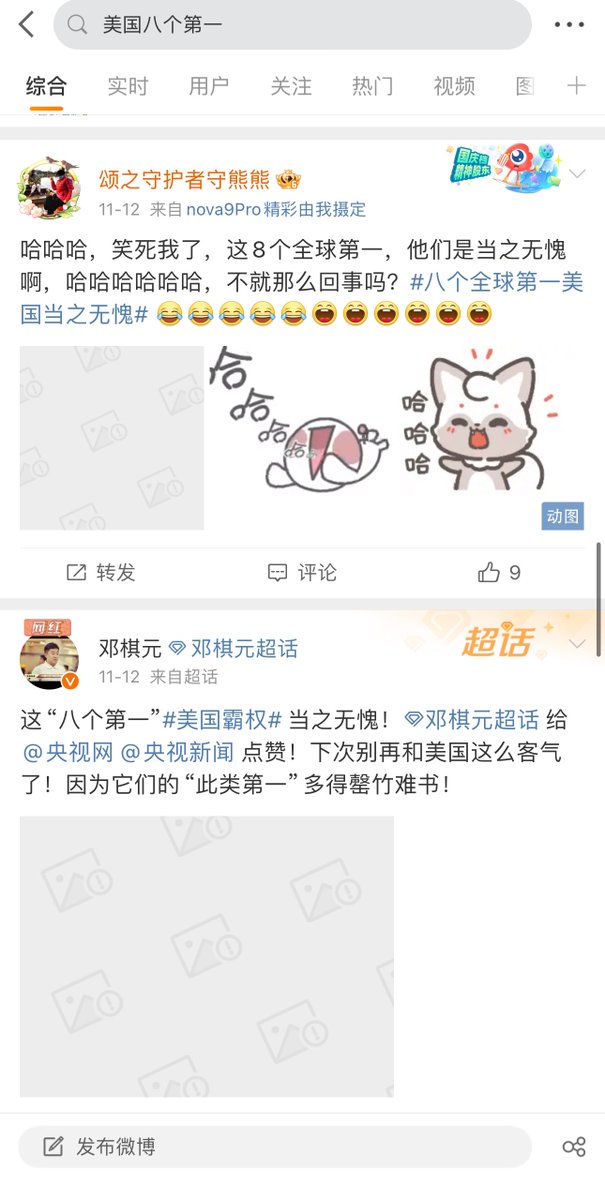 美国八个第一
综合 实时 用户 关注 热门 视频 图
国庆档
精神股东
颂之守护者守熊熊
11-12 来自 nova9Pro精彩由我摄定
哈哈哈，笑死我了，这8个全球第一，他们是当之无愧
啊，哈哈哈哈哈哈，不就那么回事吗？#八个全球第一美
国当之无愧# 😂😂😂😂😂😄😄😄😄😄😄
哈
哈
哈
哈
哈
哈
哈
动图
转发 评论 9
网红
邓棋元 邓棋元超话
超话
11-12 来自超话
这“八个第一”#美国霸权# 当之无愧！邓棋元超话 给
@央视网 @央视新闻 点赞！下次别再和美国这么客气
了！因为它们的“此类第一”多得罄竹难书！
发布微博